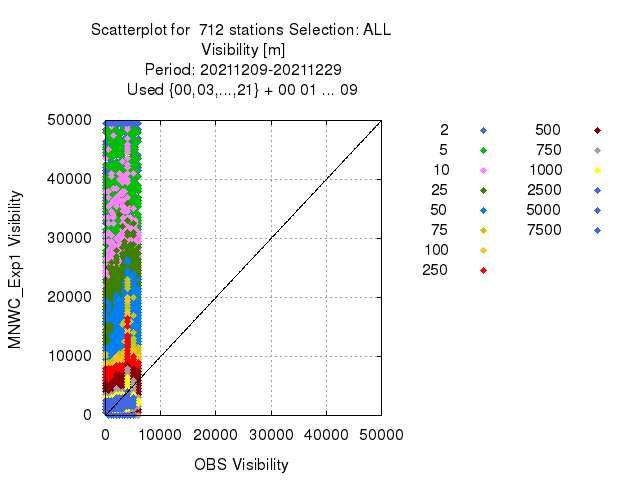 Scatterplot for  712 stations Selection: ALL
Visibility [m]
Period: 20211209-20211229
Used {00,03,...,21} + 00 01 ... 09
MNWC_Exp1 Visibility
50000
40000
30000
20000
10000
0
0 10000 20000 30000 40000 50000
OBS Visibility
2 500
5 750
10 1000
25 2500
50 5000
75 7500
100
250